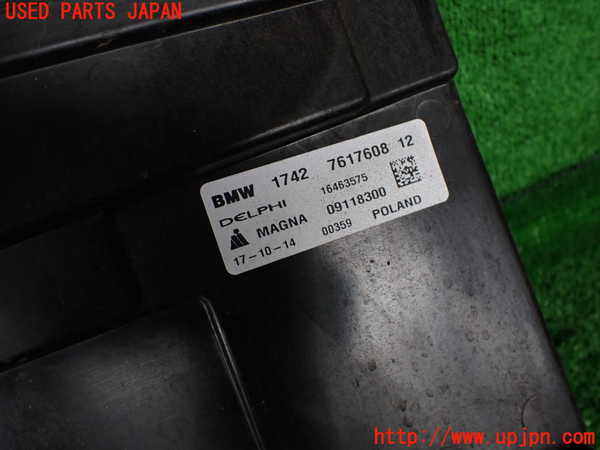 USED PARTS JAPAN
BMW 1742 7617608 12
DELPHI 16463575
MAGNA 09118300
17-10-14 00359 POLAND
http://www.upjpn.com/